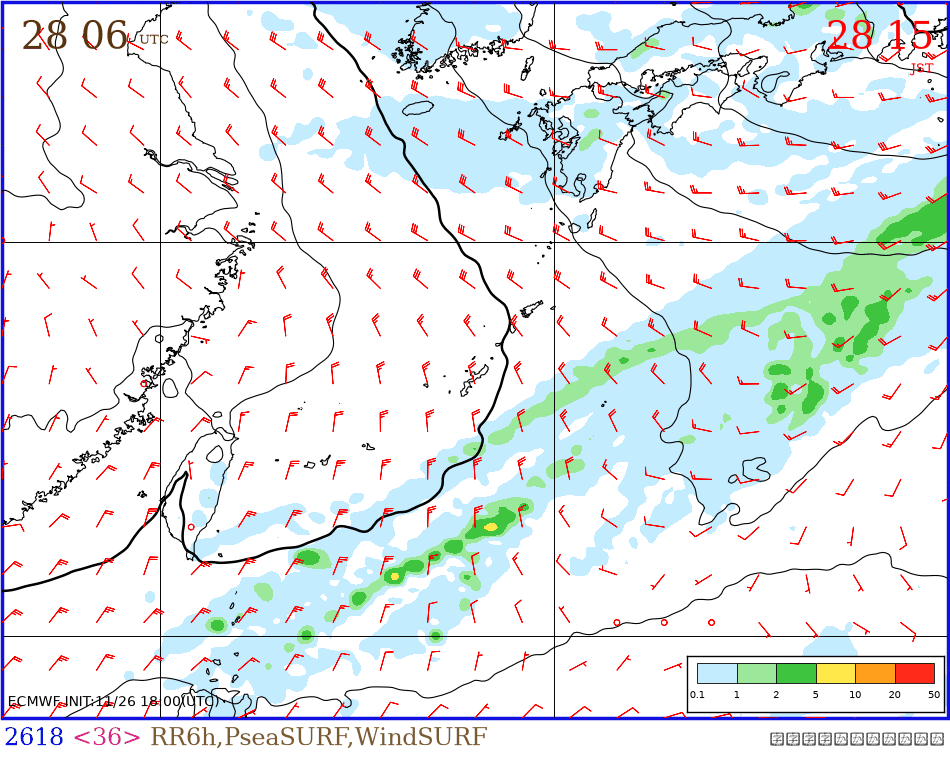 28 06 UTC
28 15
JST
ECMWF,INIT:11/26 18:00(UTC)
0.1 1 2 5 10 20 50
2618 <36> RR6h,PseaSURF,WindSURF